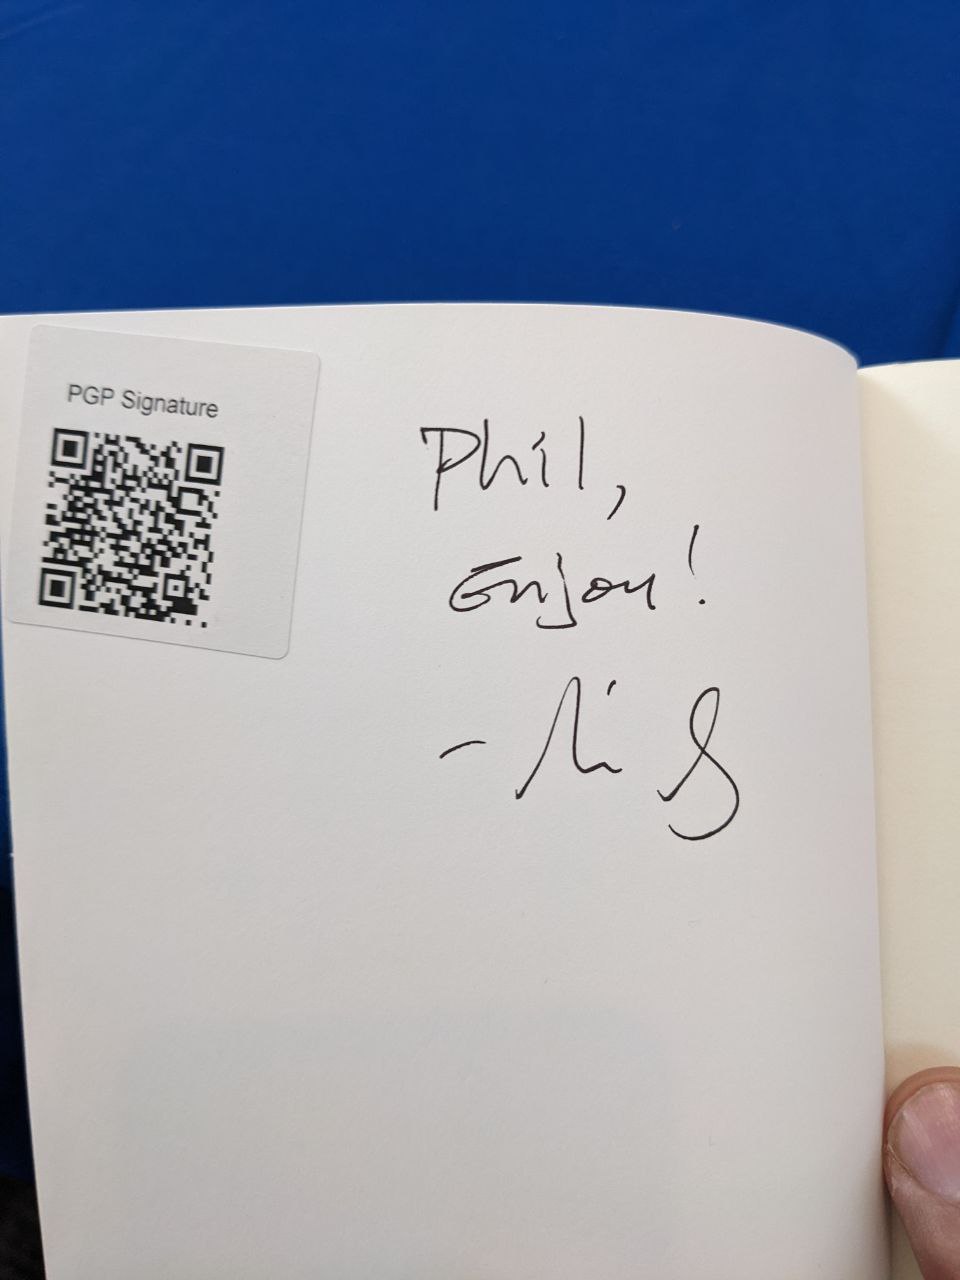 PGP Signature
Phil,
Enjoy!